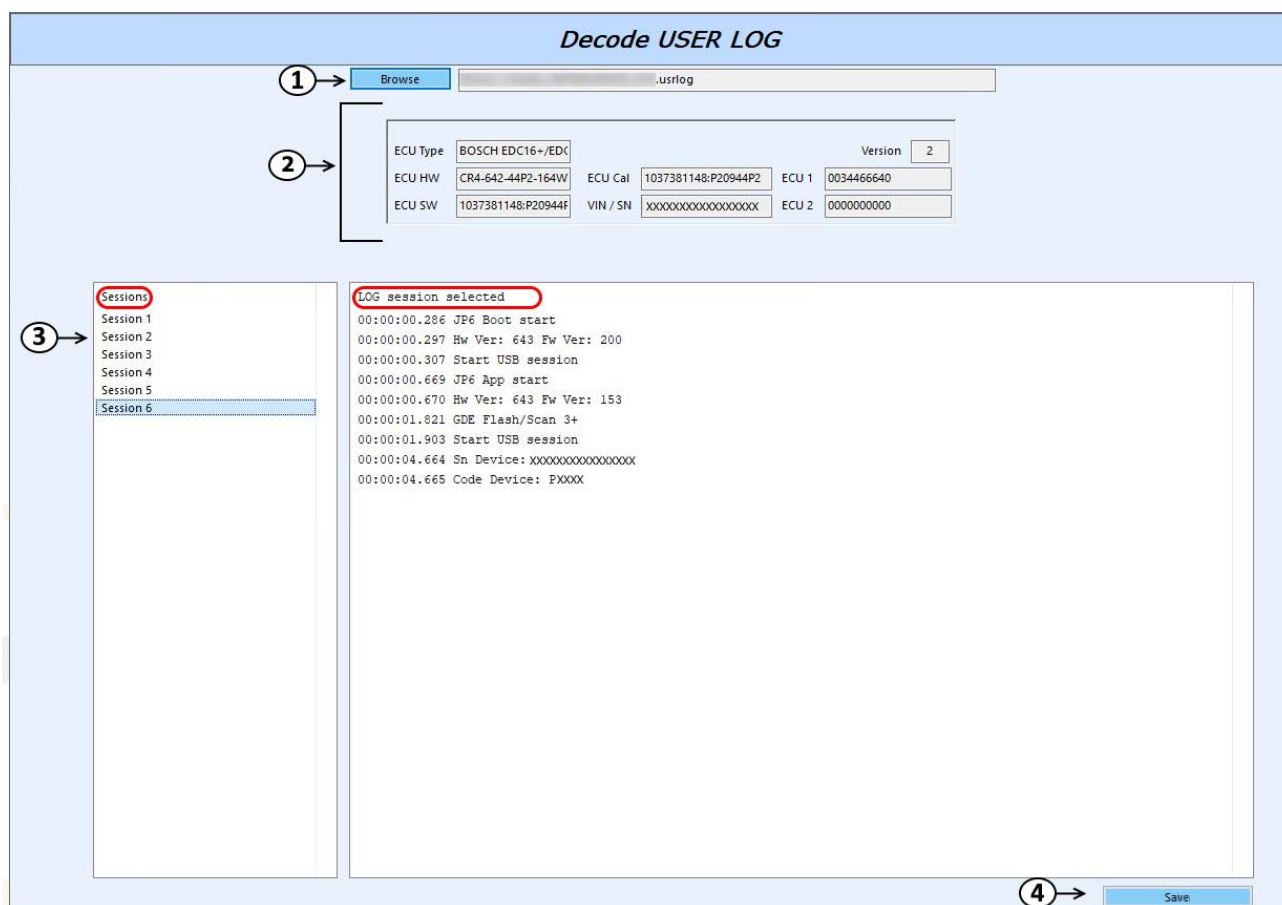 Decode USER LOG
1 Browse .usrlog
2
ECU Type BOSCH EDC16+/ED Version 2
ECU HW CR4-642-44P2-164W ECU Cal 1037381148:P20944P2 ECU 1 0034466640
ECU SW 1037381148:P20944F VIN / SN XXXXXXXXXXXXXXXXX ECU 2 0000000000
3
Sessions
Session 1
Session 2
Session 3
Session 4
Session 5
Session 6
LOG session selected
00:00:00.286 JP6 Boot start
00:00:00.297 Hw Ver: 643 Fw Ver: 200
00:00:00.307 Start USB session
00:00:00.669 JP6 App start
00:00:00.670 Hw Ver: 643 Fw Ver: 153
00:00:01.821 GDE Flash/Scan 3+
00:00:01.903 Start USB session
00:00:04.664 Sn Device: XXXXXXXXXXXXXXXX
00:00:04.665 Code Device: PXXXX
4 Save